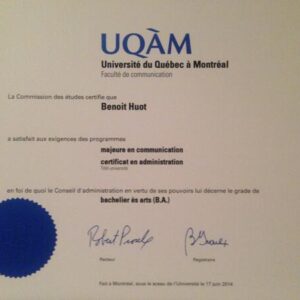 UQÀM
Université du Québec à Montréal
Faculté de communication
La Commission des études certifie que
Benoit Huot
a satisfait aux exigences des programmes
majeure en communication
certificat en administration
Télé-université
en foi de quoi le Conseil d'administration en vertu de ses pouvoirs lui décerne le grade de
bachelier ès arts (B.A.)
Recteur
Registraire
Fait à Montréal, sous le sceau de l'Université le 17 juin 2014